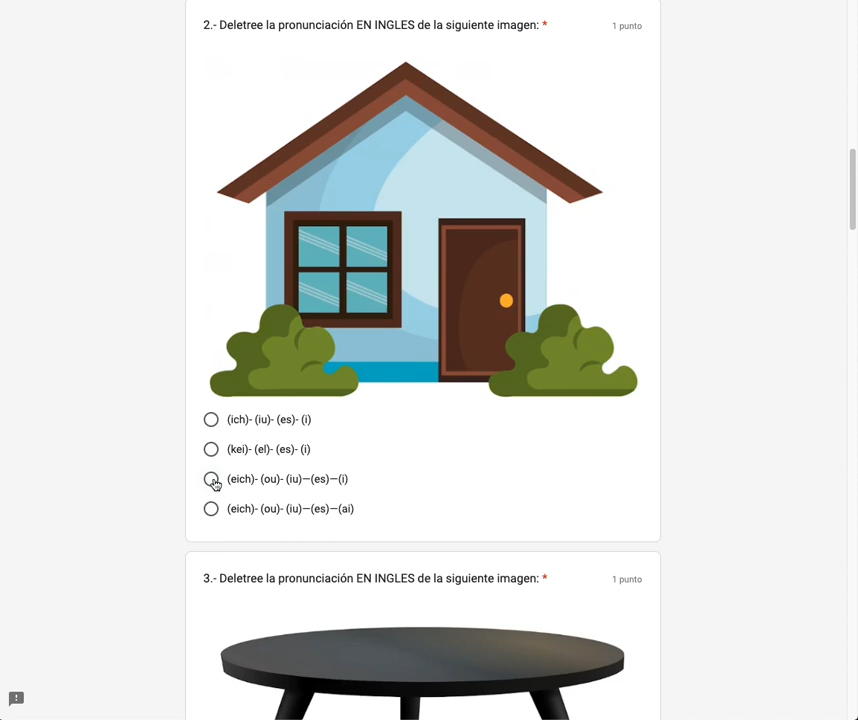 2.- Deletree la pronunciación EN INGLES de la siguiente imagen: *
1 punto
(ich)- (iu)- (es)- (i)
(kei)- (el)- (es)- (i)
(eich)- (ou)- (iu)—(es)—(i)
(eich)- (ou)- (iu)—(es)—(ai)
3.- Deletree la pronunciación EN INGLES de la siguiente imagen: *
1 punto